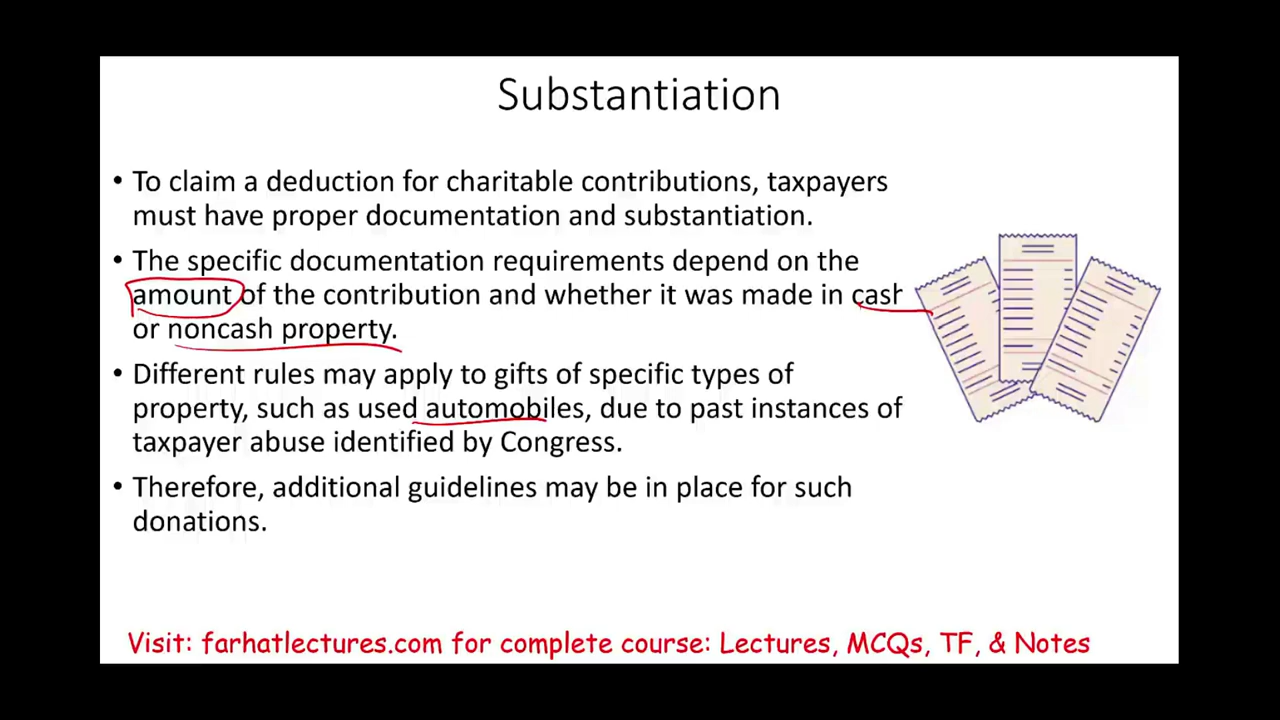 Substantiation
• To claim a deduction for charitable contributions, taxpayers
must have proper documentation and substantiation.
• The specific documentation requirements depend on the
amount of the contribution and whether it was made in cash
or noncash property.
• Different rules may apply to gifts of specific types of
property, such as used automobiles, due to past instances of
taxpayer abuse identified by Congress.
• Therefore, additional guidelines may be in place for such
donations.
Visit: farhatlectures.com for complete course: Lectures, MCQs, TF, & Notes